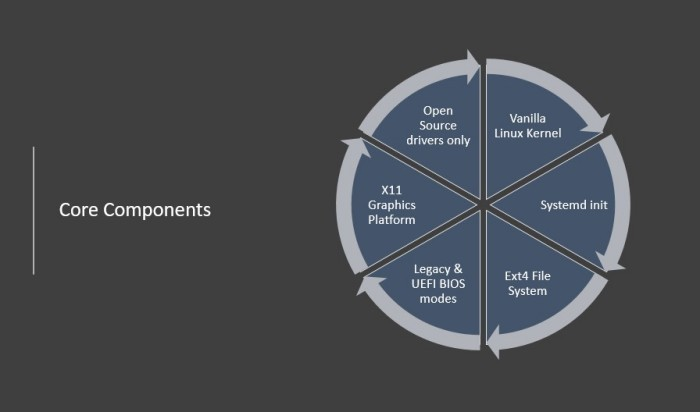 Core Components
Open
Source
drivers only
Vanilla
Linux Kernel
X11
Graphics
Platform
Systemd init
Legacy &
UEFI BIOS
modes
Ext4 File
System